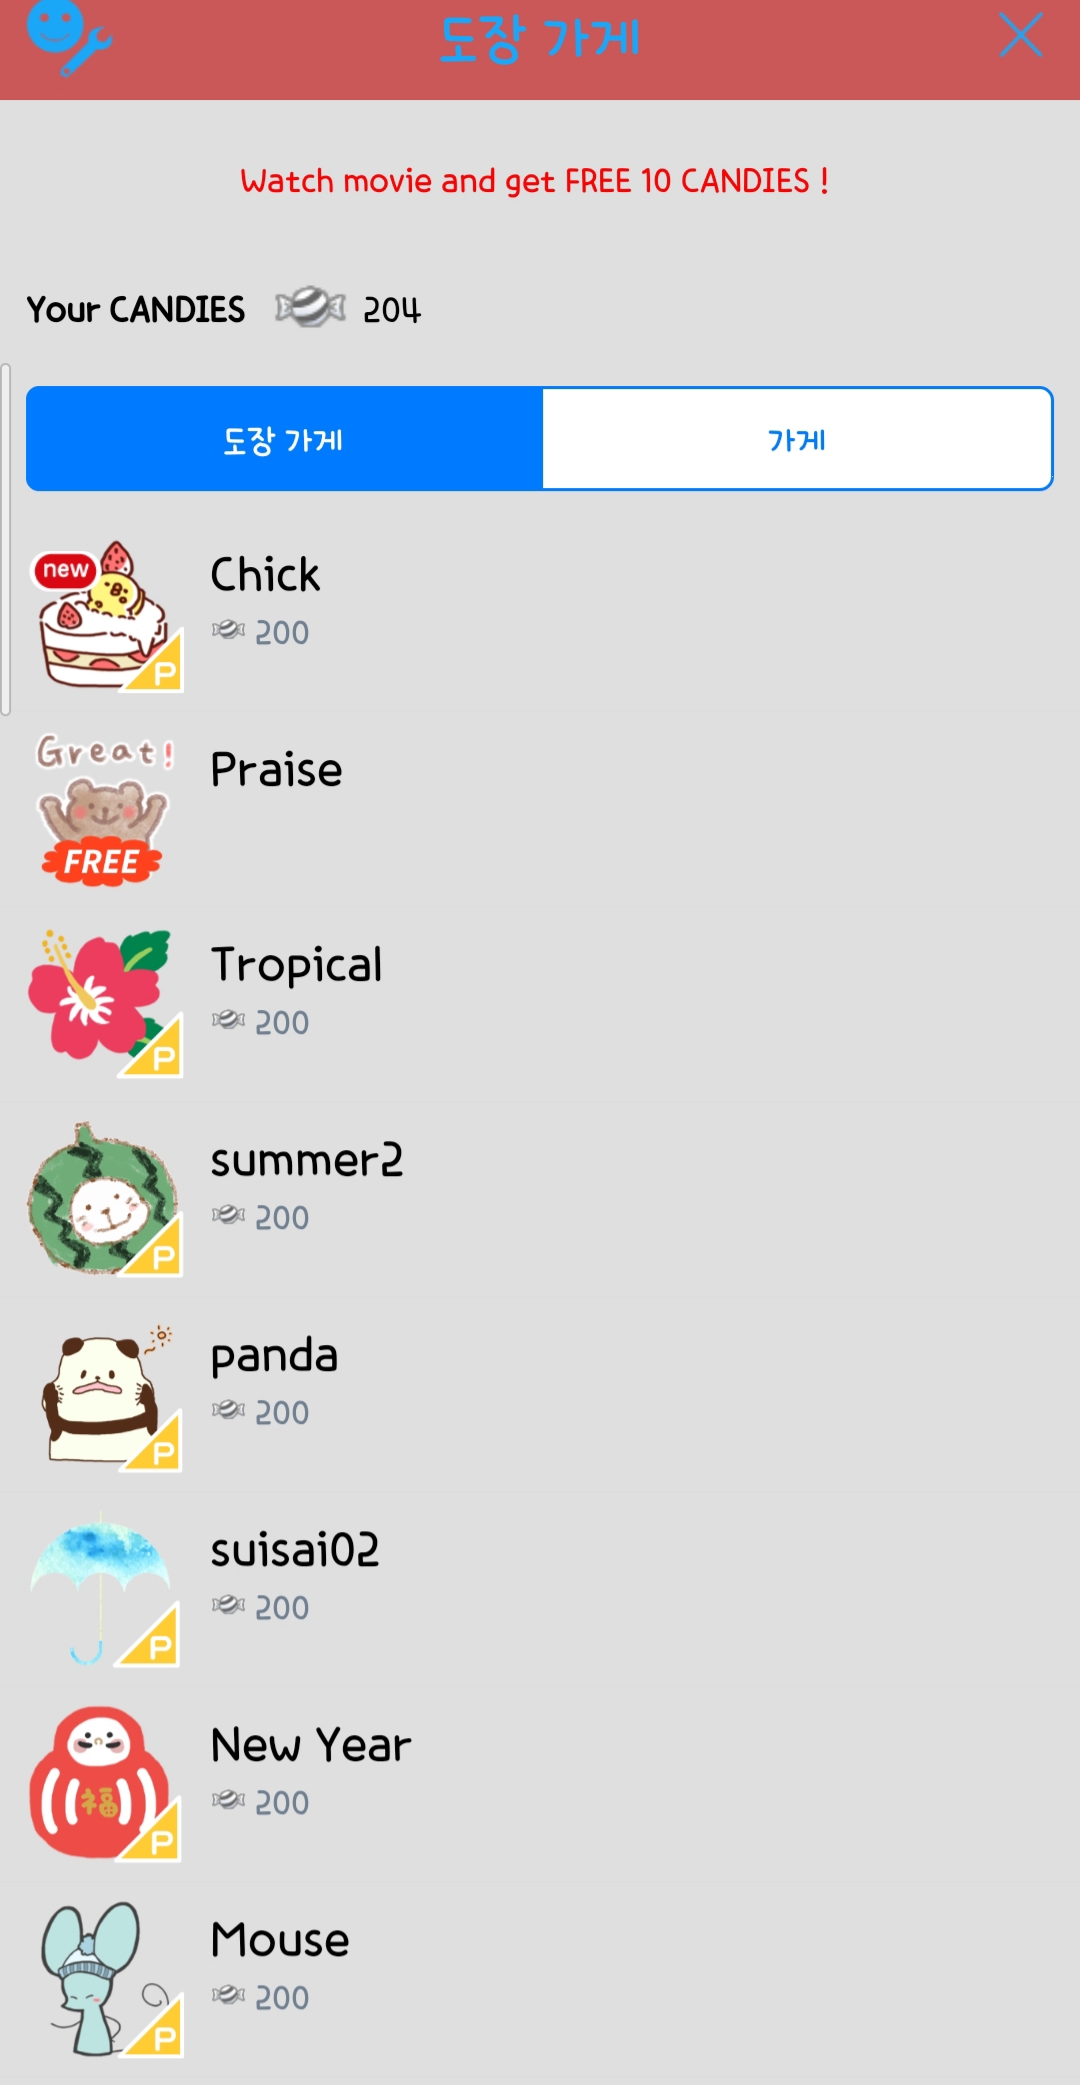 도장 가게
Watch movie and get FREE 10 CANDIES !
Your CANDIES 204
도장 가게 가게
new
Chick
200
P
Great!
Praise
FREE
Tropical
200
P
summer2
200
P
panda
200
P
suisai02
200
P
New Year
200
福
P
Mouse
200
P